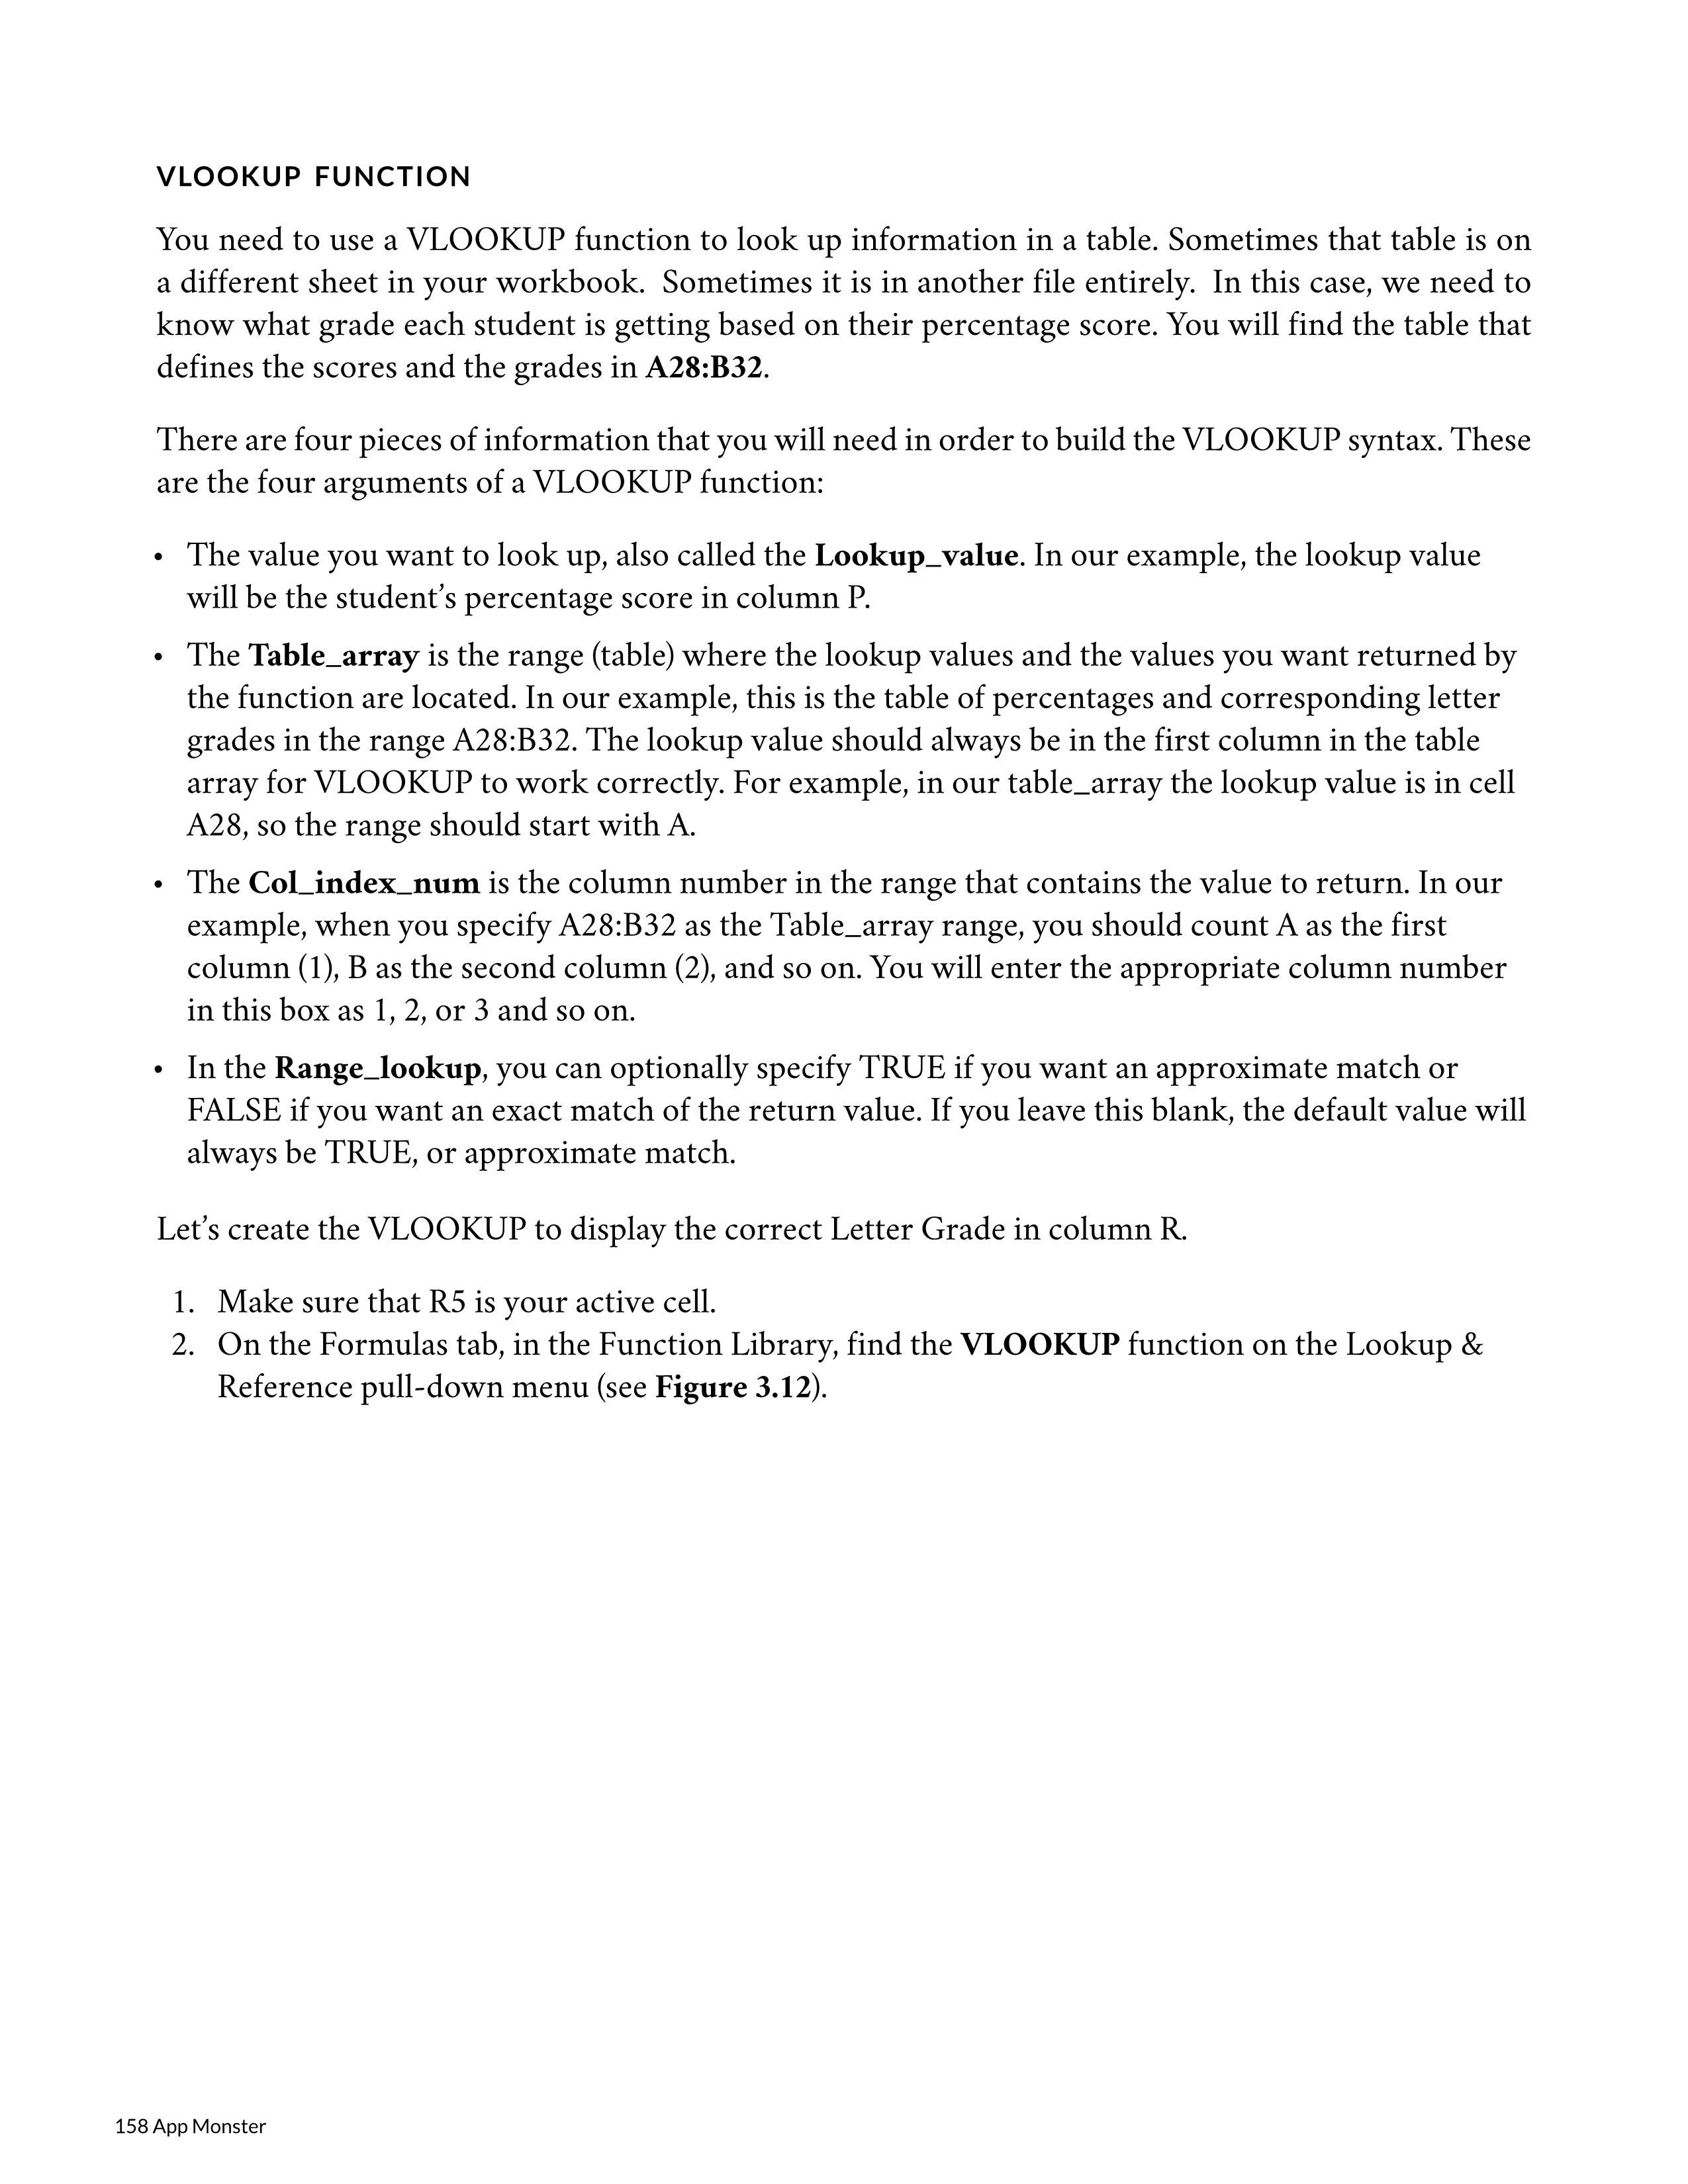 VLOOKUP FUNCTION
You need to use a VLOOKUP function to look up information in a table. Sometimes that table is on
a different sheet in your workbook.  Sometimes it is in another file entirely.  In this case, we need to
know what grade each student is getting based on their percentage score. You will find the table that
defines the scores and the grades in A28:B32.
There are four pieces of information that you will need in order to build the VLOOKUP syntax. These
are the four arguments of a VLOOKUP function:
• The value you want to look up, also called the Lookup_value. In our example, the lookup value
will be the student’s percentage score in column P.
• The Table_array is the range (table) where the lookup values and the values you want returned by
the function are located. In our example, this is the table of percentages and corresponding letter
grades in the range A28:B32. The lookup value should always be in the first column in the table
array for VLOOKUP to work correctly. For example, in our table_array the lookup value is in cell
A28, so the range should start with A.
• The Col_index_num is the column number in the range that contains the value to return. In our
example, when you specify A28:B32 as the Table_array range, you should count A as the first
column (1), B as the second column (2), and so on. You will enter the appropriate column number
in this box as 1, 2, or 3 and so on.
• In the Range_lookup, you can optionally specify TRUE if you want an approximate match or
FALSE if you want an exact match of the return value. If you leave this blank, the default value will
always be TRUE, or approximate match.
Let’s create the VLOOKUP to display the correct Letter Grade in column R.
1. Make sure that R5 is your active cell.
2. On the Formulas tab, in the Function Library, find the VLOOKUP function on the Lookup &
Reference pull-down menu (see Figure 3.12).
158 App Monster